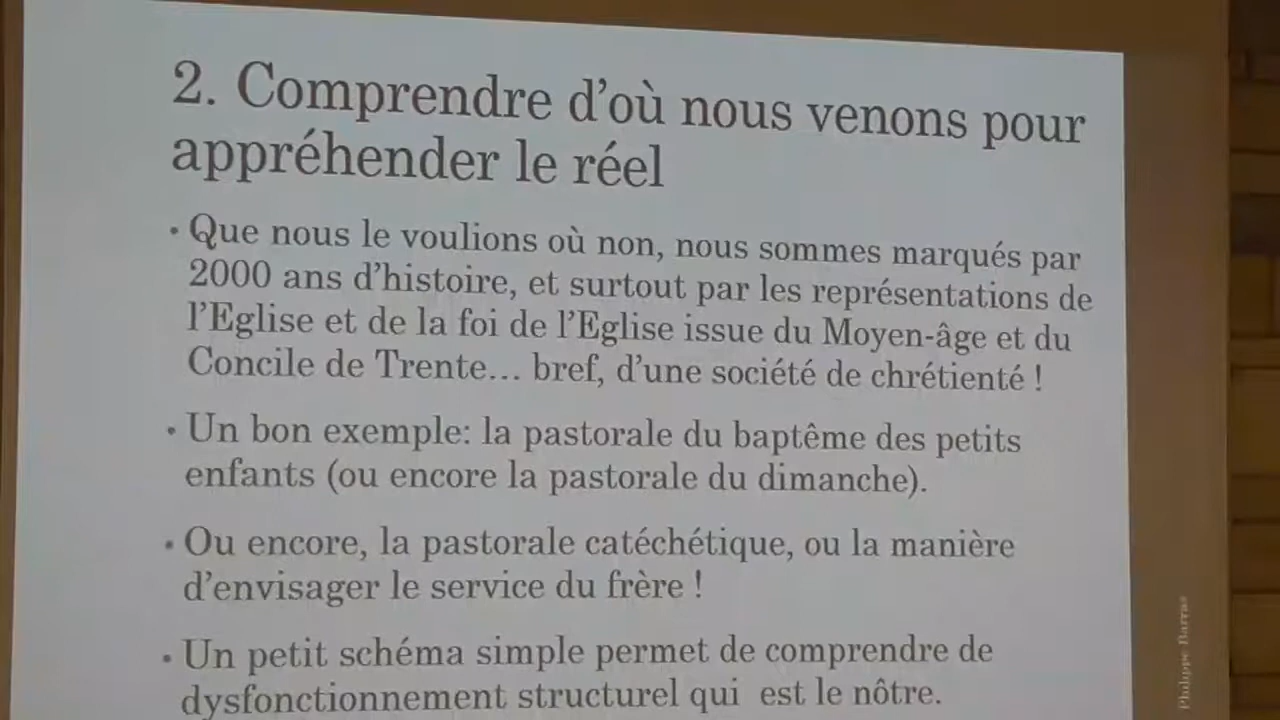 2. Comprendre d'où nous venons pour
appréhender le réel
• Que nous le voulions où non, nous sommes marqués par
2000 ans d'histoire, et surtout par les représentations de
l'Eglise et de la foi de l'Eglise issue du Moyen-âge et du
Concile de Trente... bref, d'une société de chrétienté !
• Un bon exemple: la pastorale du baptême des petits
enfants (ou encore la pastorale du dimanche).
• Ou encore, la pastorale catéchétique, ou la manière
d'envisager le service du frère !
• Un petit schéma simple permet de comprendre de
dysfonctionnement structurel qui est le nôtre.
Philippe Barras